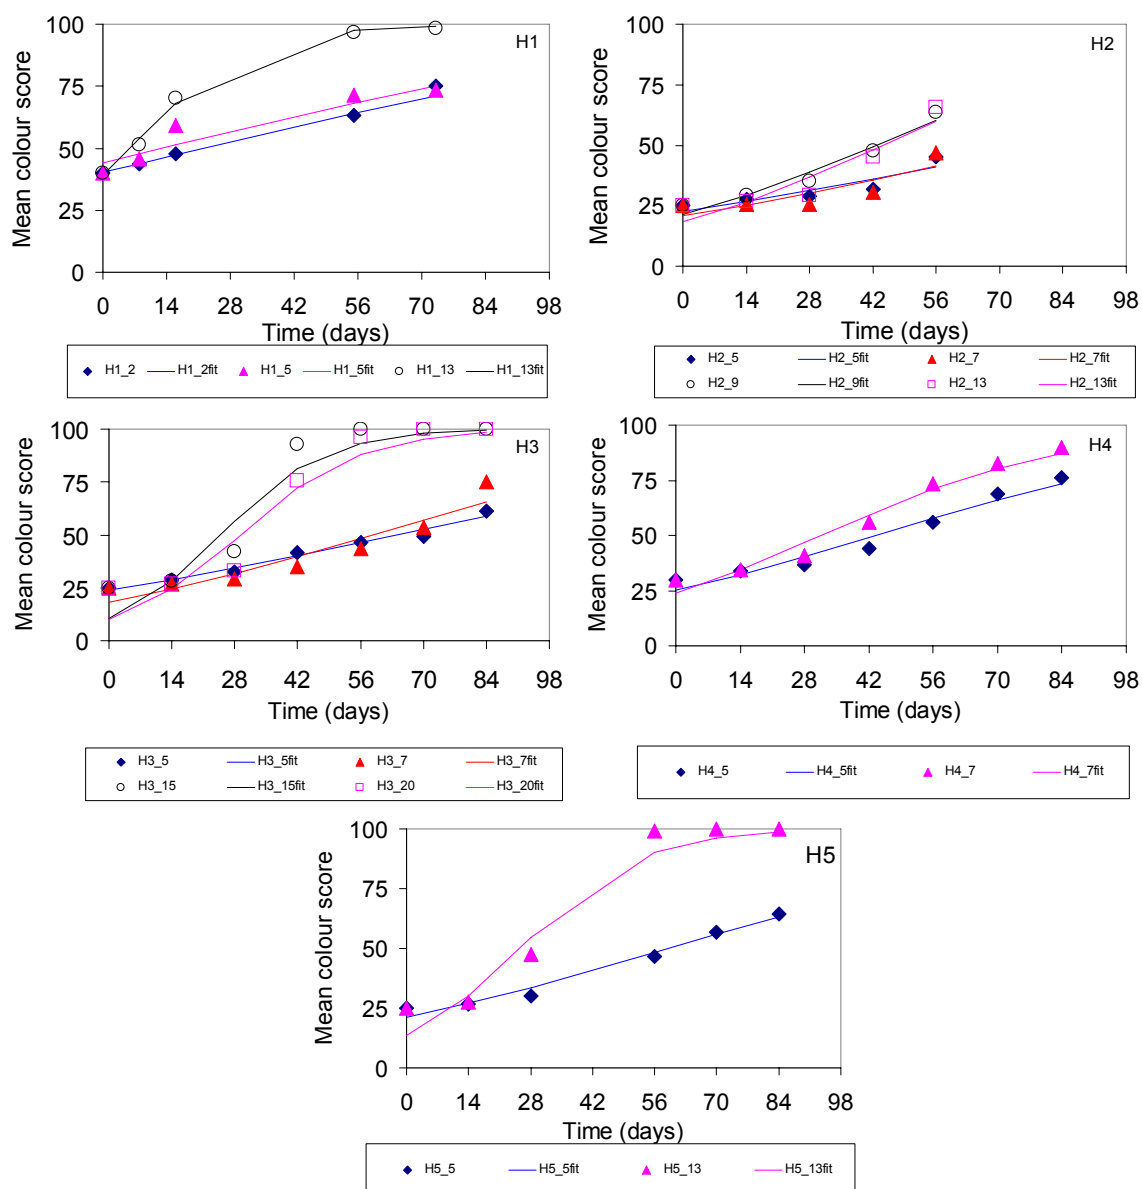 H1
Mean colour score
100
75
50
25
0
0 14 28 42 56 70 84 98
Time (days)
H1_2 H1_2fit H1_5 H1_5fit H1_13 H1_13fit
H2
Mean colour score
100
75
50
25
0
0 14 28 42 56 70 84 98
Time (days)
H2_5 H2_5fit H2_7 H2_7fit
H2_9 H2_9fit H2_13 H2_13fit
H3
Mean colour score
100
75
50
25
0
0 14 28 42 56 70 84 98
Time (days)
H3_5 H3_5fit H3_7 H3_7fit
H3_15 H3_15fit H3_20 H3_20fit
H4
Mean colour score
100
75
50
25
0
0 14 28 42 56 70 84 98
Time (days)
H4_5 H4_5fit H4_7 H4_7fit
H5
Mean colour score
100
75
50
25
0
0 14 28 42 56 70 84 98
Time (days)
H5_5 H5_5fit H5_13 H5_13fit